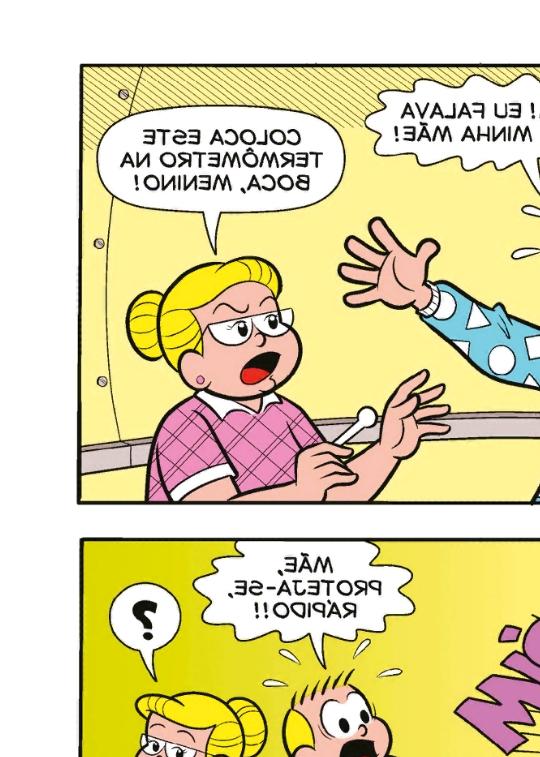 COLOCA ESTE
TERMÔMETRO NA
BOCA, MENINO!
! EU FALAVA
MINHA MÃE!
?
MÃE,
PROTEJA-SE,
RÁPIDO!!